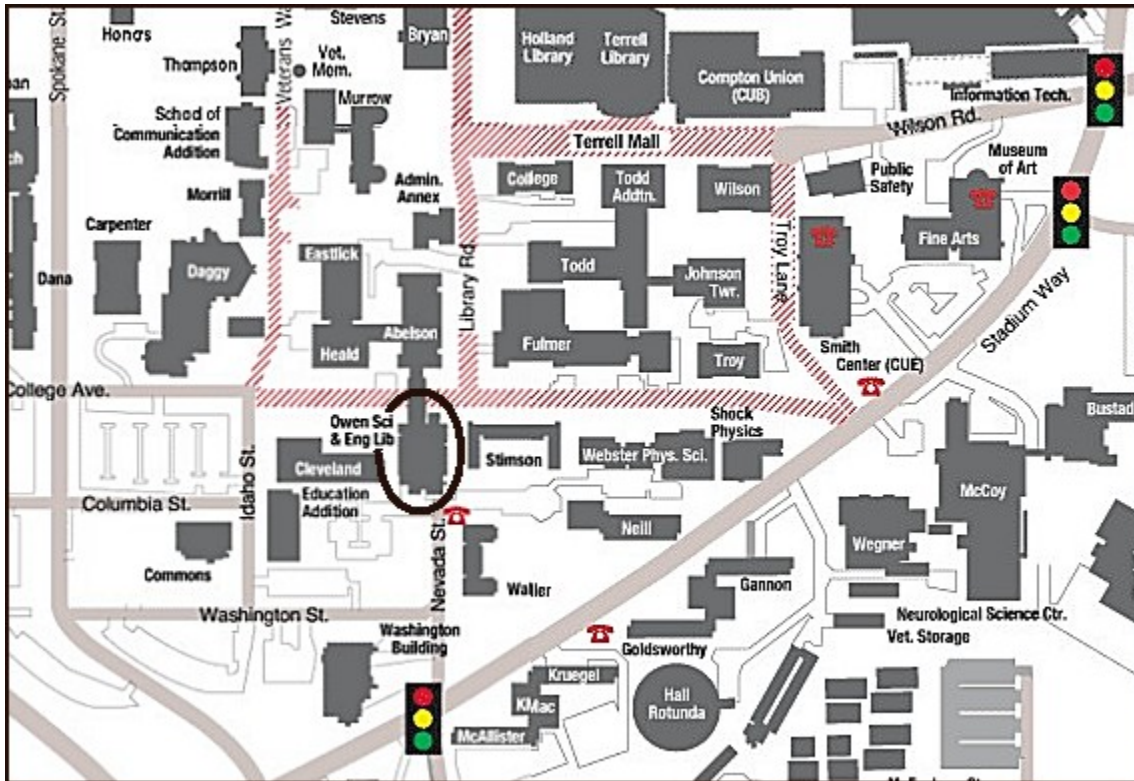 Spokane St.
Honors
Stevens
Bryan
Holland
Library
Terrell
Library
Compton Union
(CUB)
Information Tech.
Wilson Rd.
Thompson
Vet.
Mem.
Murrow
School of
Communication
Addition
Terrell Mall
Museum
of Art
Public
Safety
Morrill
Admin.
Annex
College
Todd
Addtn.
Wilson
Carpenter
Dana
Daggy
Eastlick
Library Rd.
Todd
Johnson
Twr.
Troy Lane
Fine Arts
Stadium Way
Abelson
Heald
Fulmer
Troy
Smith
Center (CUE)
College Ave.
Owen Sci
& Eng Lib
Cleveland
Stimson
Webster Phys. Sci.
Shock
Physics
Bustad
Columbia St.
Idaho St.
Education
Addition
Neill
McCoy
Wegner
Commons
Nevada St.
Waller
Gannon
Washington St.
Washington
Building
Goldsworthy
Neurological Science Ctr.
Vet. Storage
Kruegel
KMac
McAllister
Hall
Rotunda